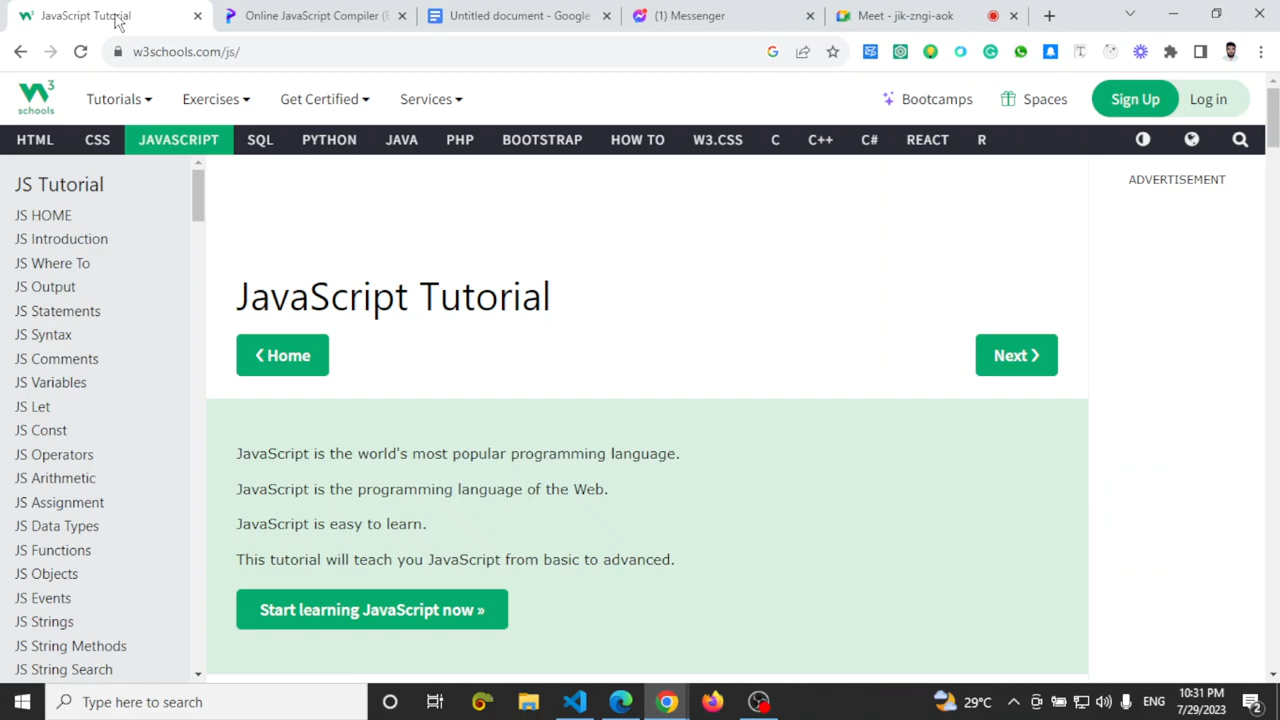 JavaScript Tutorial
Online JavaScript Compiler (E
Untitled document - Google
(1) Messenger
Meet - jik-zngi-aok
w3schools.com/js/
W3 schools
Tutorials
Exercises
Get Certified
Services
Bootcamps
Spaces
Sign Up
Log in
HTML
CSS
JAVASCRIPT
SQL
PYTHON
JAVA
PHP
BOOTSTRAP
HOW TO
W3.CSS
C
C++
C#
REACT
R
JS Tutorial
JS HOME
JS Introduction
JS Where To
JS Output
JS Statements
JS Syntax
JS Comments
JS Variables
JS Let
JS Const
JS Operators
JS Arithmetic
JS Assignment
JS Data Types
JS Functions
JS Objects
JS Events
JS Strings
JS String Methods
JS String Search
ADVERTISEMENT
JavaScript Tutorial
❮ Home
Next ❯
JavaScript is the world's most popular programming language.
JavaScript is the programming language of the Web.
JavaScript is easy to learn.
This tutorial will teach you JavaScript from basic to advanced.
Start learning JavaScript now »
Type here to search
29°C
ENG
10:31 PM
7/29/2023
2